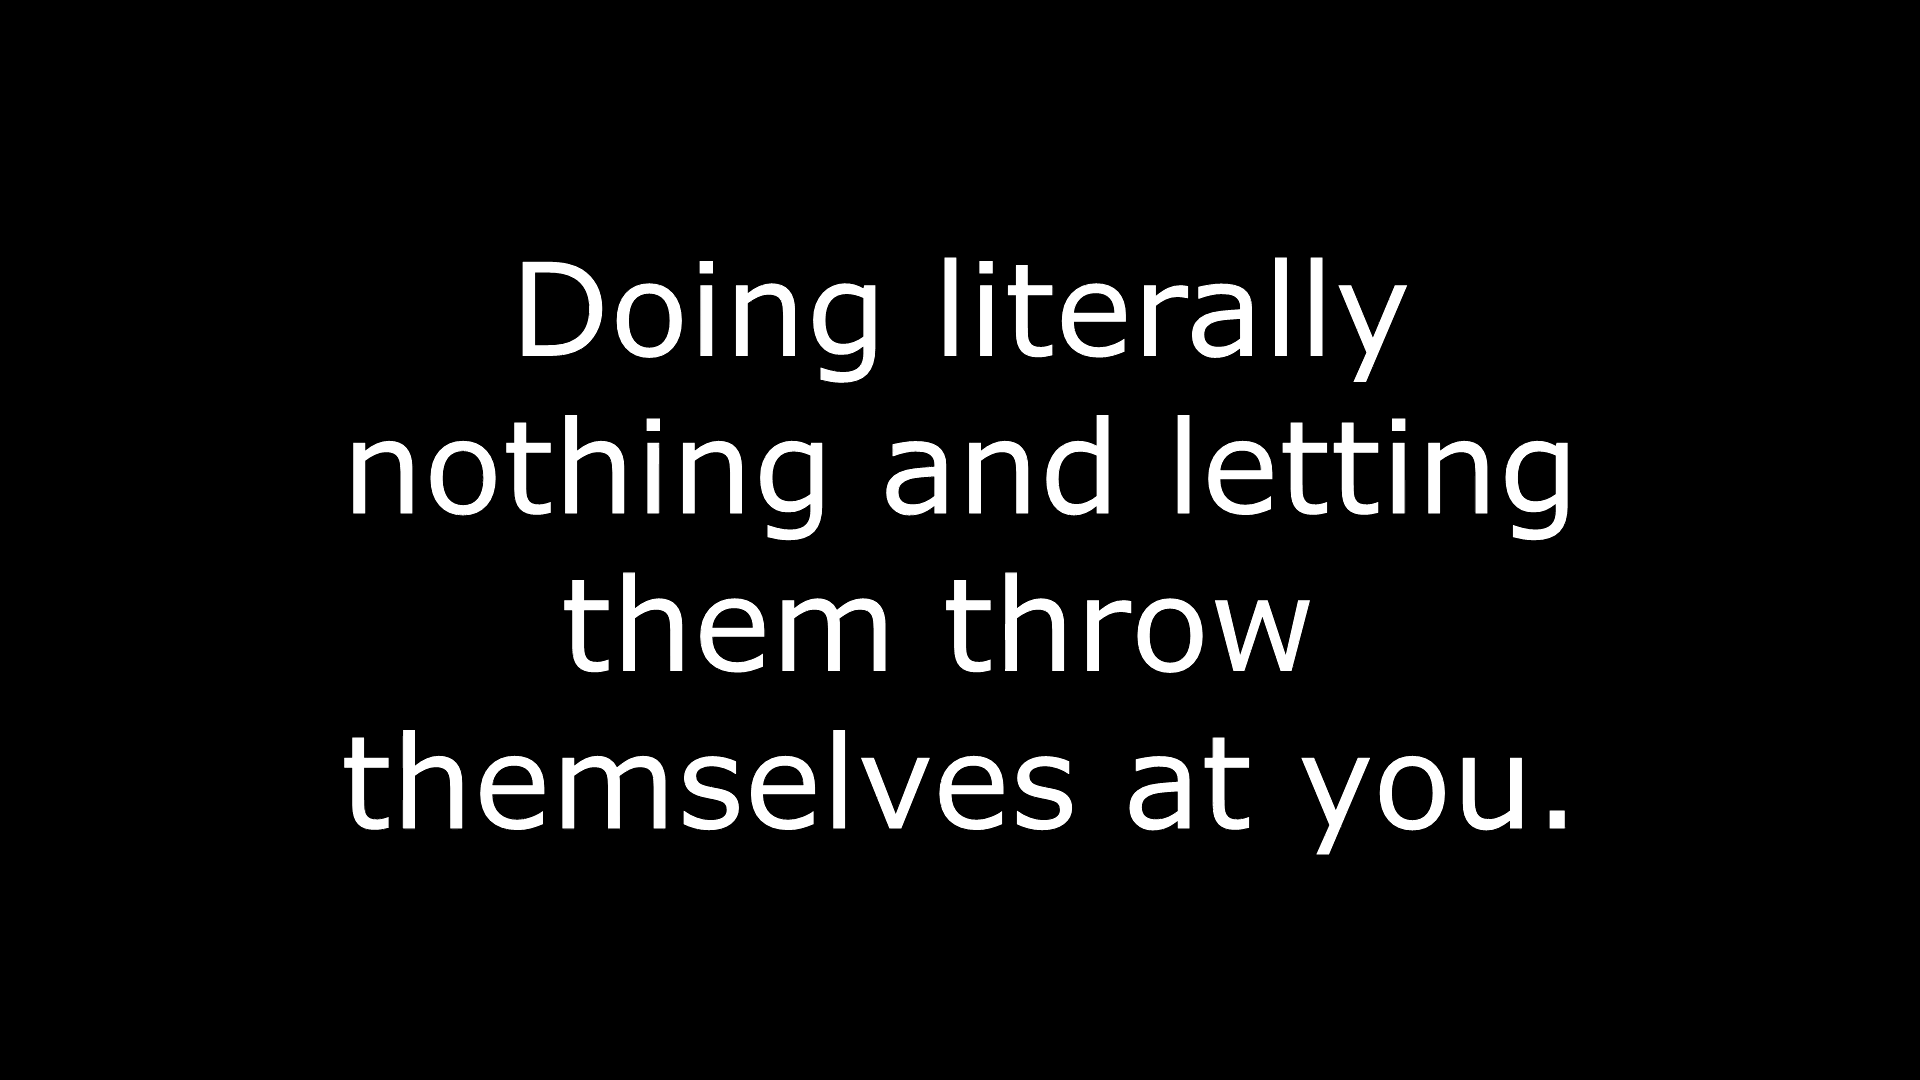 Doing literally
nothing and letting
them throw
themselves at you.